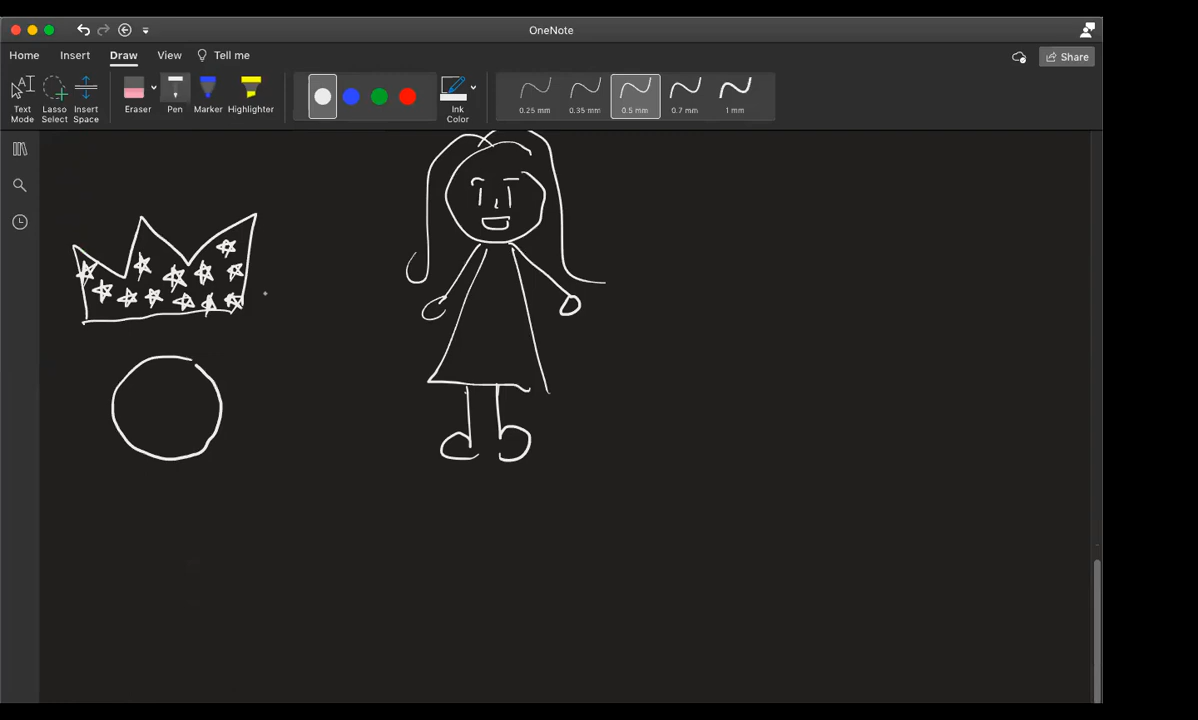 OneNote
Home Insert Draw View Tell me
Share
Text Mode
Lasso Select
Insert Space
Eraser
Pen
Marker
Highlighter
Ink Color
0.25 mm
0.35 mm
0.5 mm
0.7 mm
1 mm